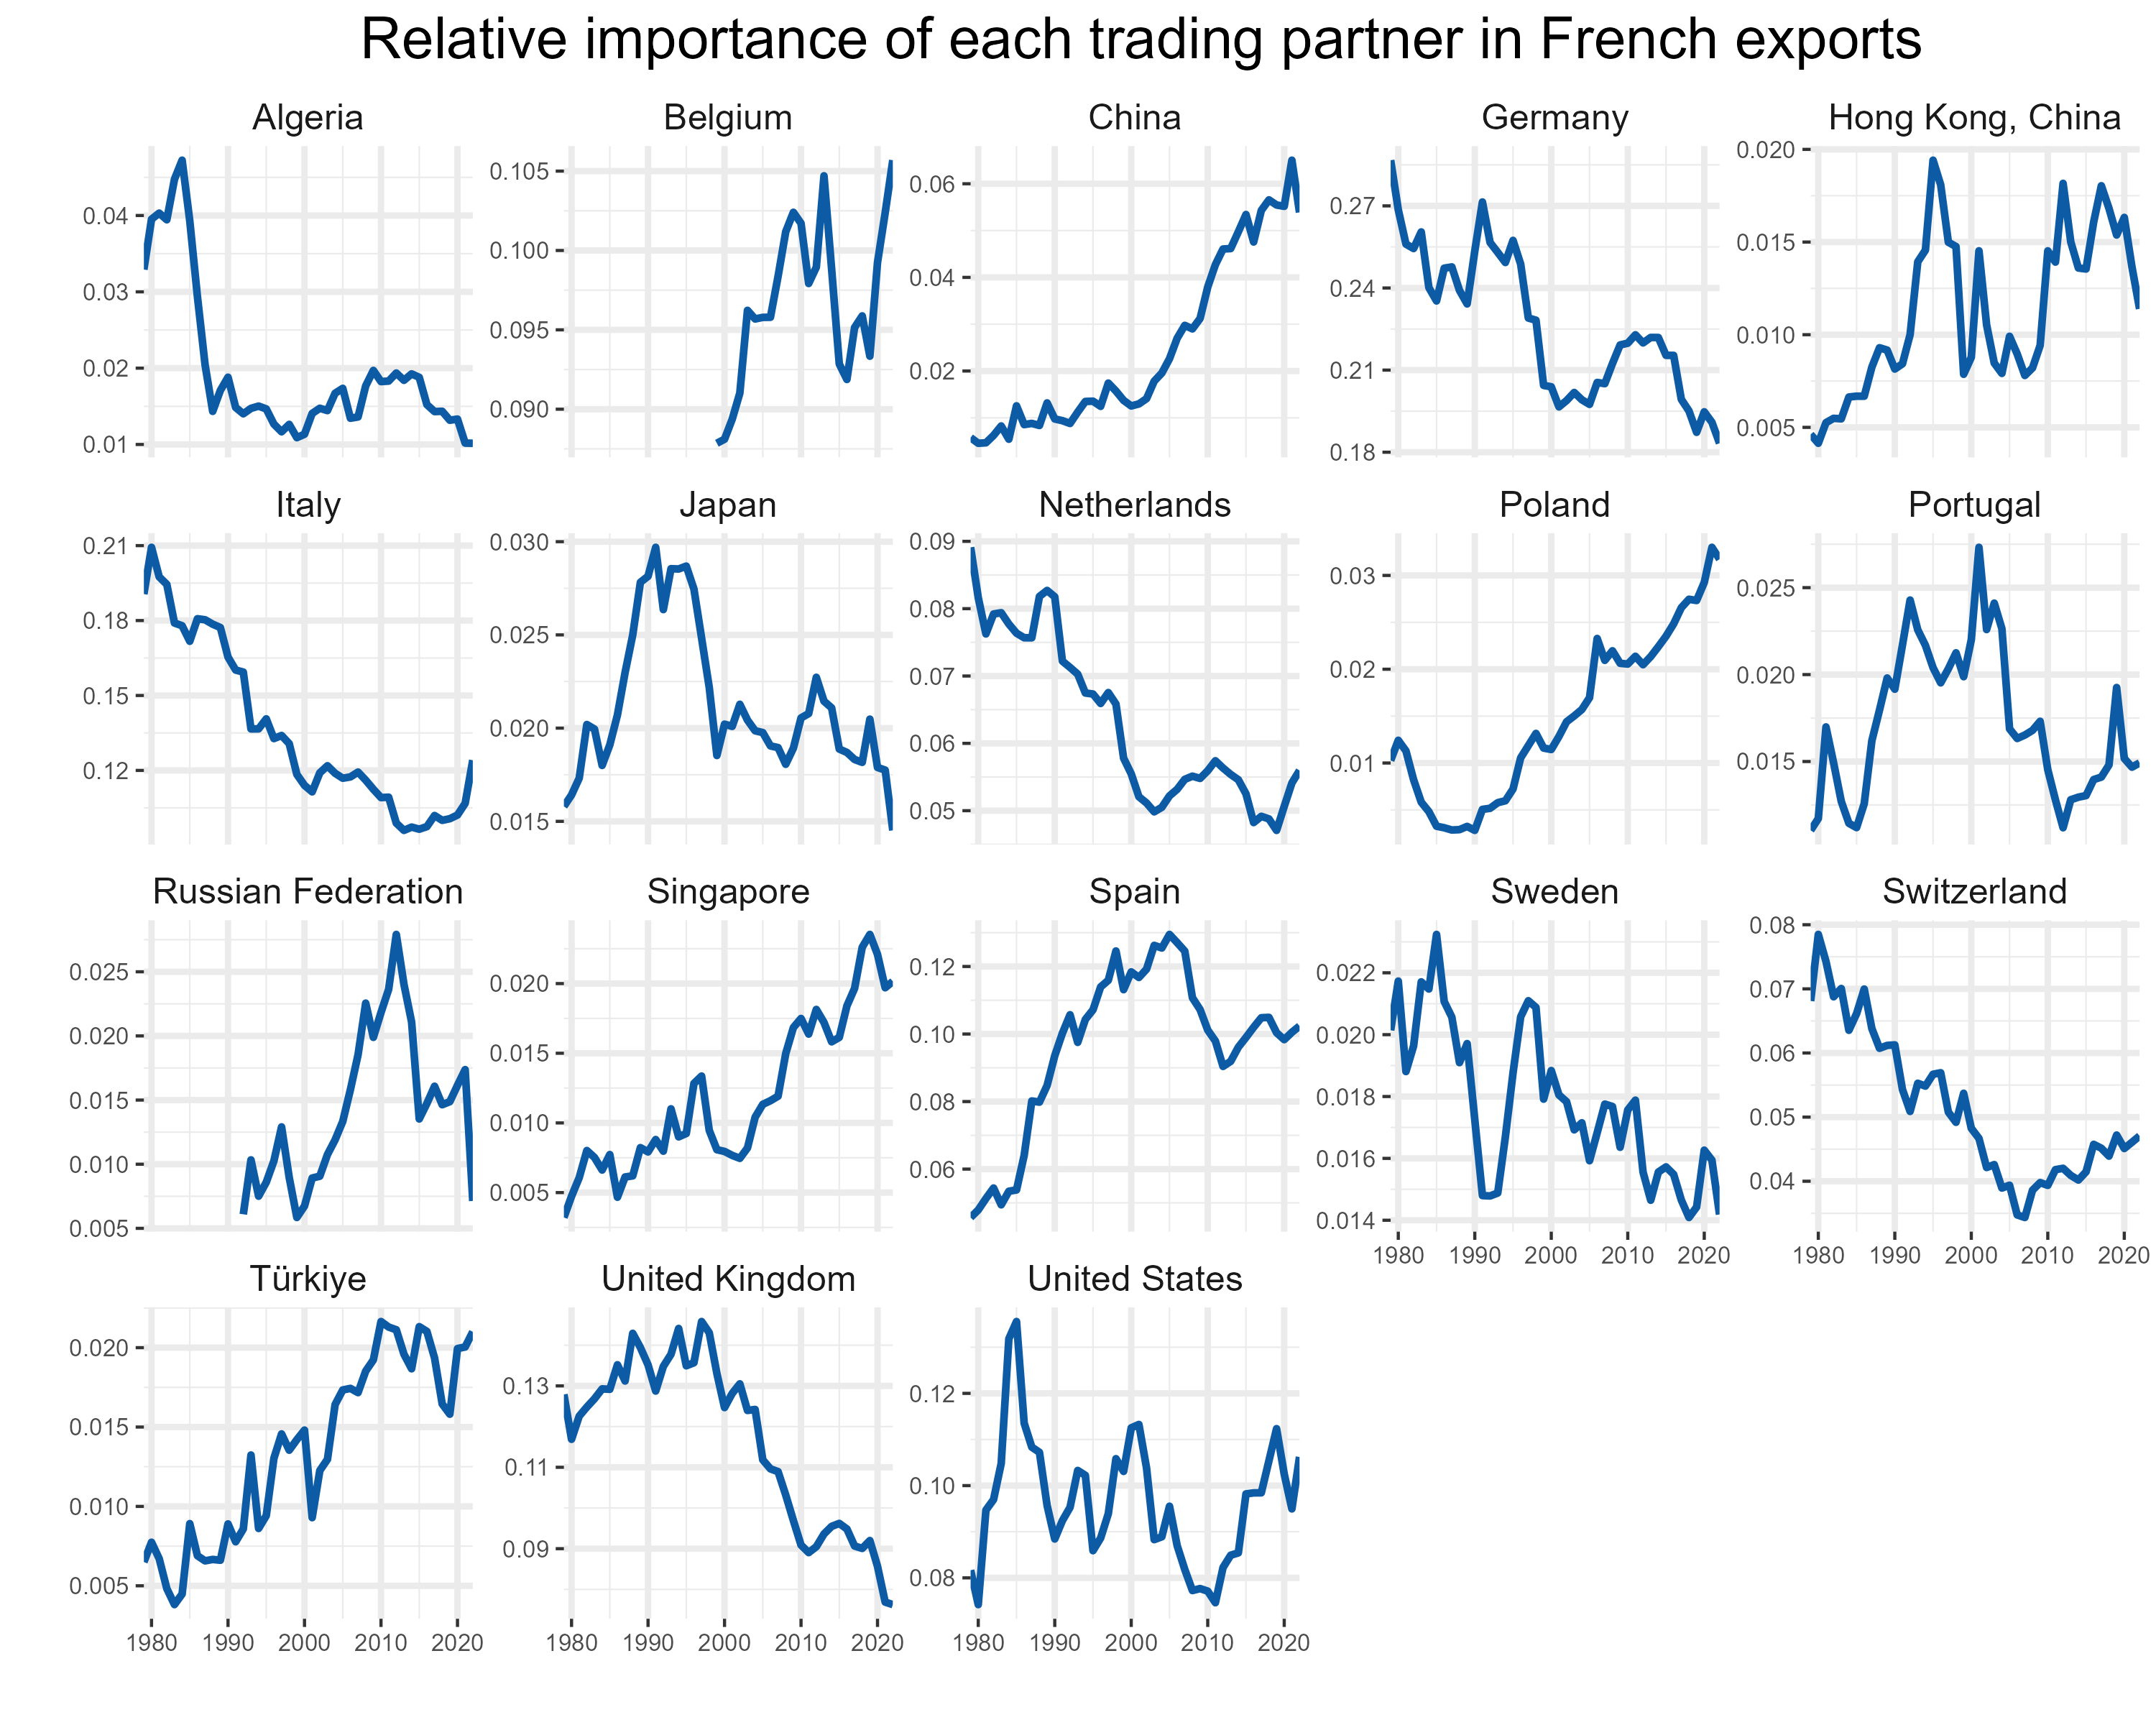 Relative importance of each trading partner in French exports
Algeria
Belgium
China
Germany
Hong Kong, China
0.04
0.03
0.02
0.01
0.105
0.100
0.095
0.090
0.06
0.04
0.02
0.27
0.24
0.21
0.18
0.020
0.015
0.010
0.005
Italy
Japan
Netherlands
Poland
Portugal
0.21
0.18
0.15
0.12
0.030
0.025
0.020
0.015
0.09
0.08
0.07
0.06
0.05
0.03
0.02
0.01
0.025
0.020
0.015
Russian Federation
Singapore
Spain
Sweden
Switzerland
0.025
0.020
0.015
0.010
0.005
0.020
0.015
0.010
0.005
0.12
0.10
0.08
0.06
0.022
0.020
0.018
0.016
0.014
1980 1990 2000 2010 2020
0.08
0.07
0.06
0.05
0.04
1980 1990 2000 2010 2020
Türkiye
United Kingdom
United States
0.020
0.015
0.010
0.005
1980 1990 2000 2010 2020
0.13
0.11
0.09
1980 1990 2000 2010 2020
0.12
0.10
0.08
1980 1990 2000 2010 2020